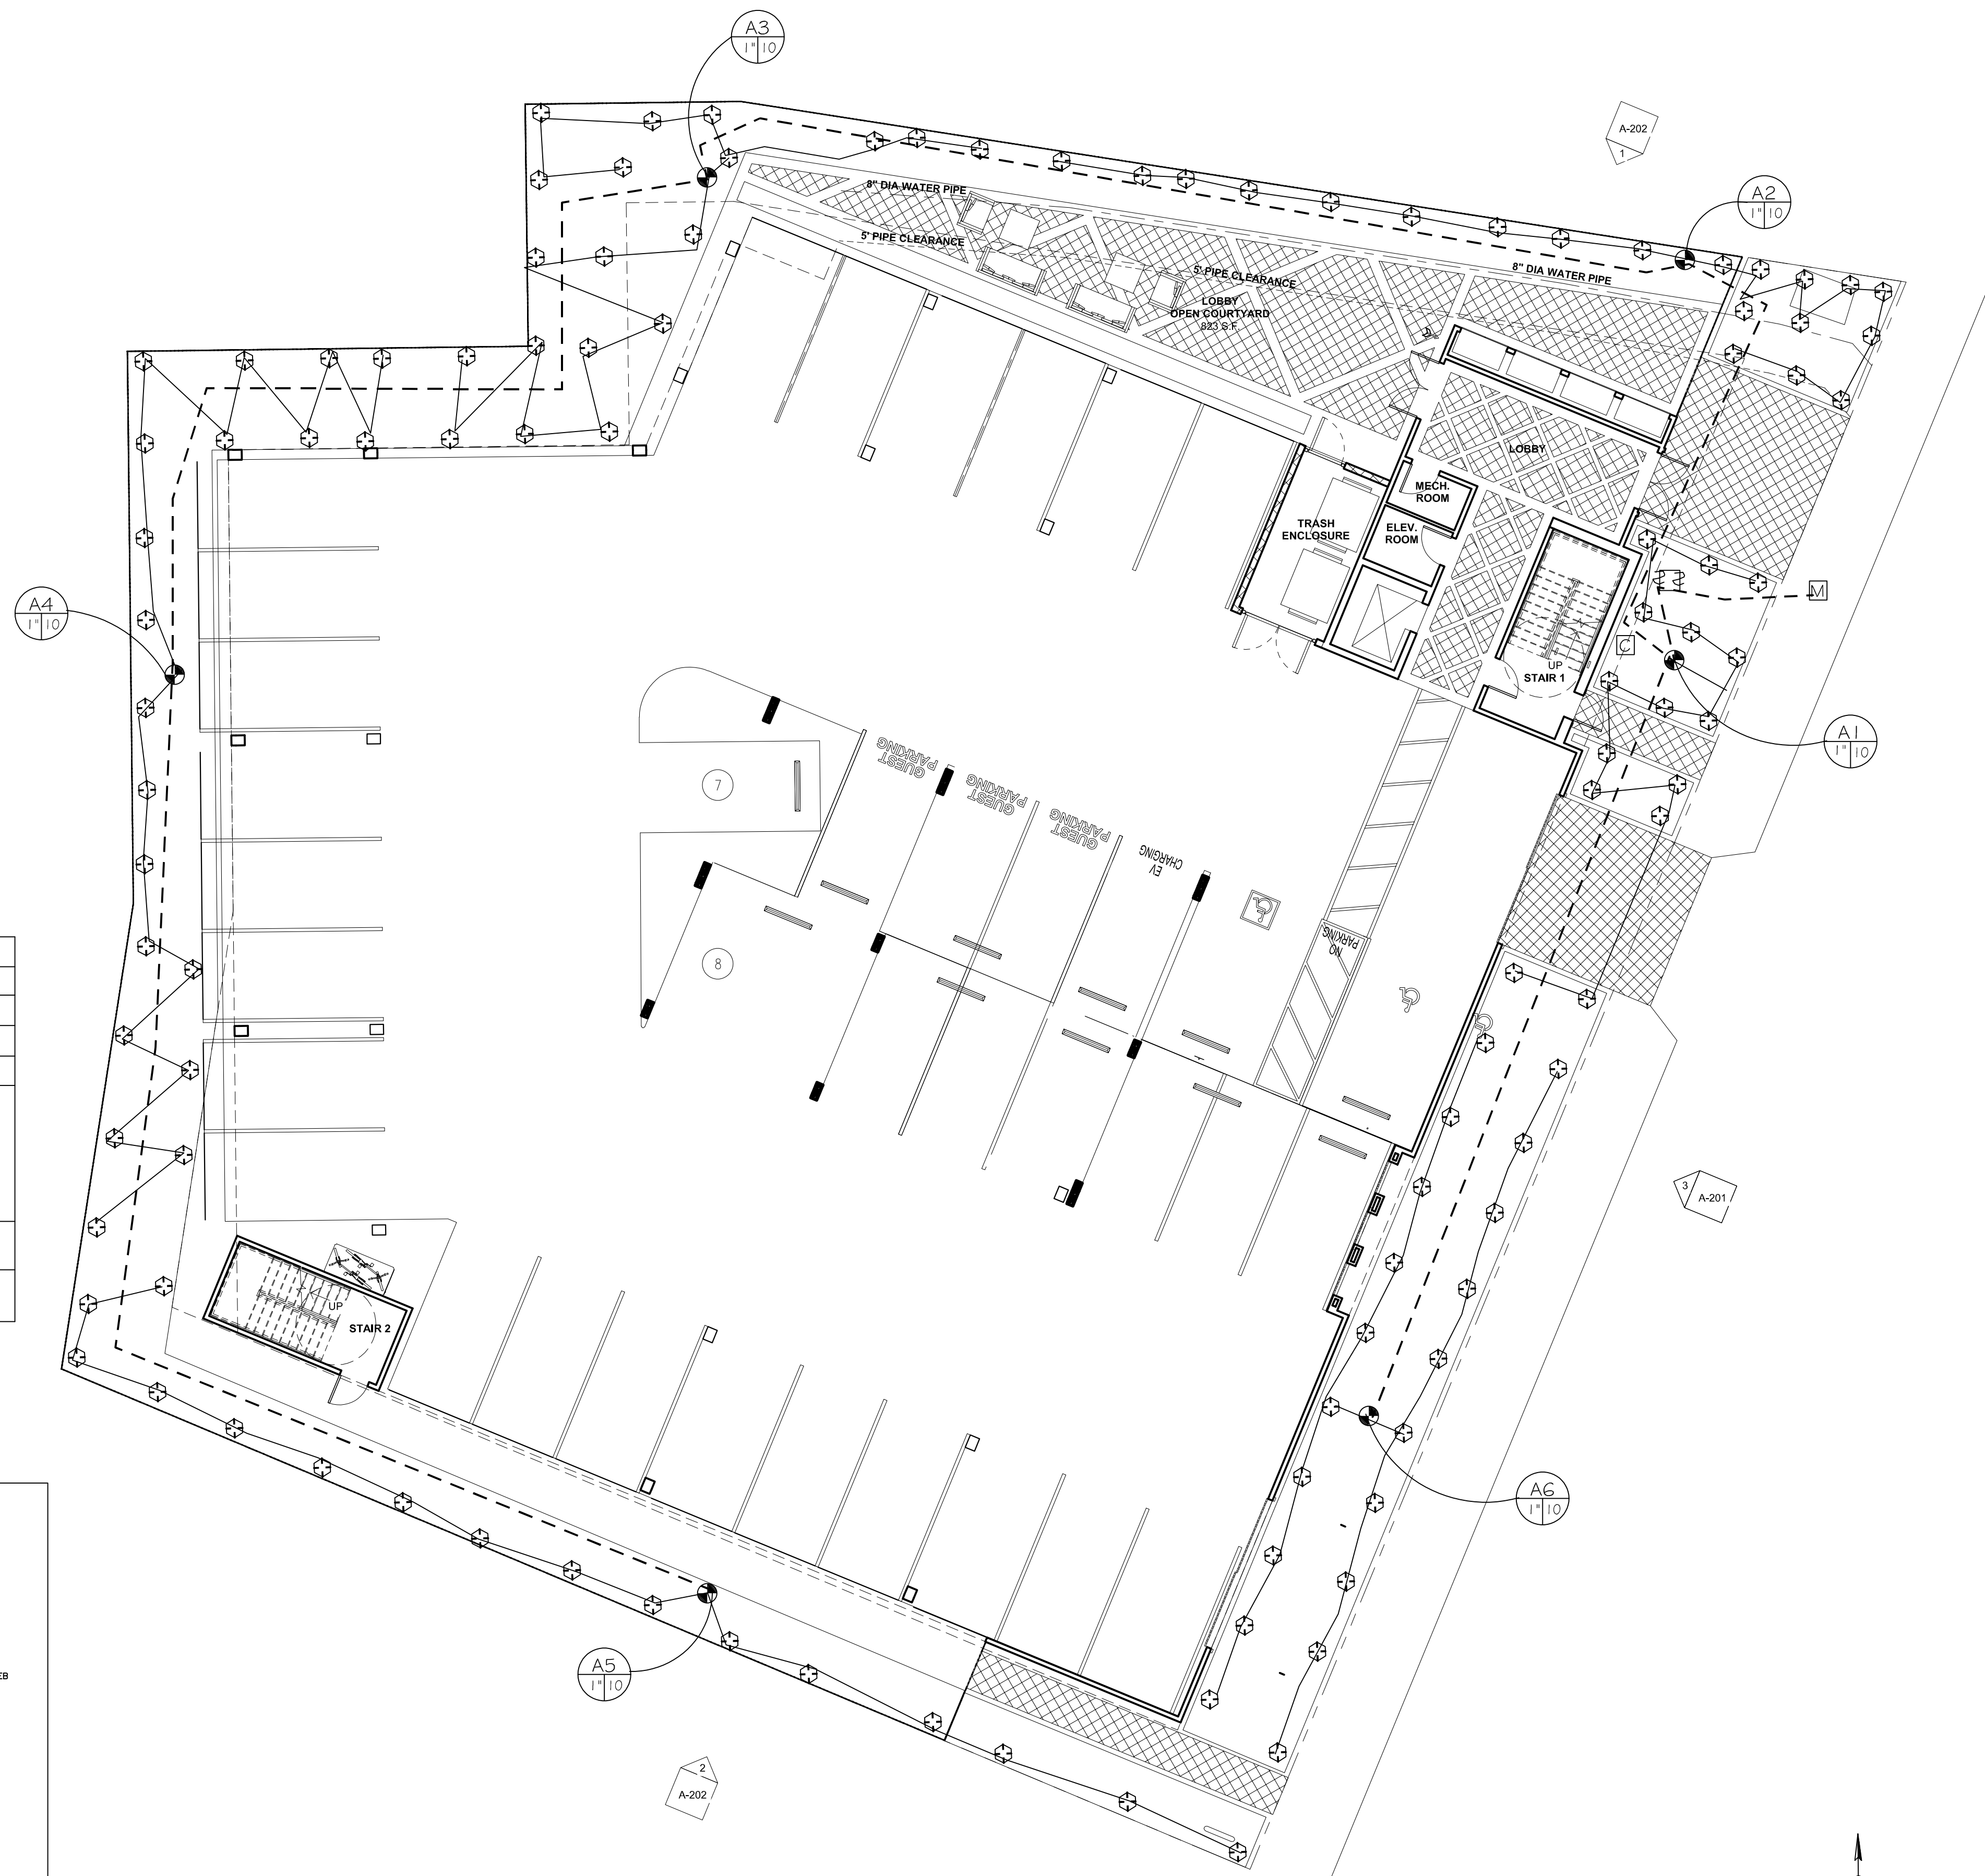 A3
1" 10
A-202
1
A2
1" 10
8" DIA WATER PIPE
5' PIPE CLEARANCE
5' PIPE CLEARANCE
8" DIA WATER PIPE
LOBBY
OPEN COURTYARD
823 S.F.
LOBBY
MECH.
ROOM
TRASH
ENCLOSURE
ELEV.
ROOM
M
A4
1" 10
C
UP
STAIR 1
A1
1" 10
7
GUEST
PARKING
GUEST
PARKING
GUEST
PARKING
EV
CHARGING
NO
PARKING
8
3
A-201
UP
STAIR 2
A6
1" 10
A5
1" 10
EB
2
A-202